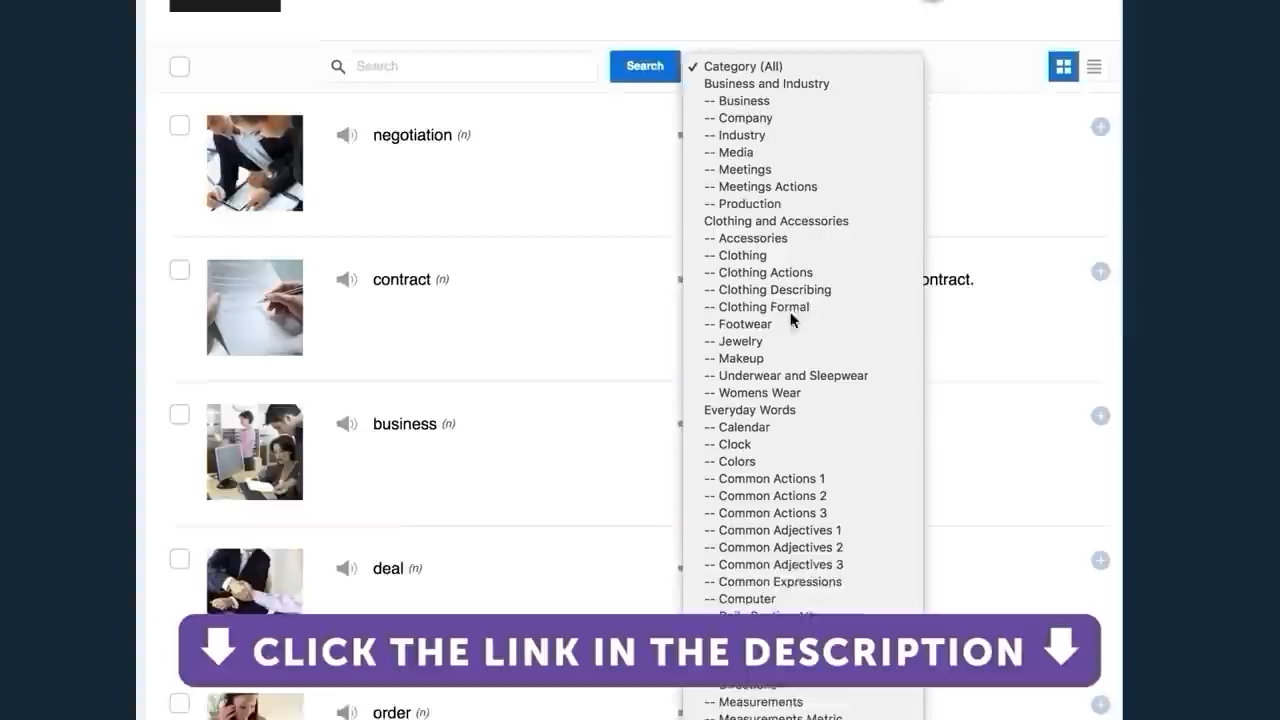 Search
Search
✓ Category (All)
Business and Industry
-- Business
-- Company
-- Industry
-- Media
-- Meetings
-- Meetings Actions
-- Production
Clothing and Accessories
-- Accessories
-- Clothing
-- Clothing Actions
-- Clothing Describing
-- Clothing Formal
-- Footwear
-- Jewelry
-- Makeup
-- Underwear and Sleepwear
-- Womens Wear
Everyday Words
-- Calendar
-- Clock
-- Colors
-- Common Actions 1
-- Common Actions 2
-- Common Actions 3
-- Common Adjectives 1
-- Common Adjectives 2
-- Common Adjectives 3
-- Common Expressions
-- Computer
-- Measurements
-- Measurements Metric
negotiation (n)
contract (n)
ontract.
business (n)
deal (n)
order (n)
CLICK THE LINK IN THE DESCRIPTION